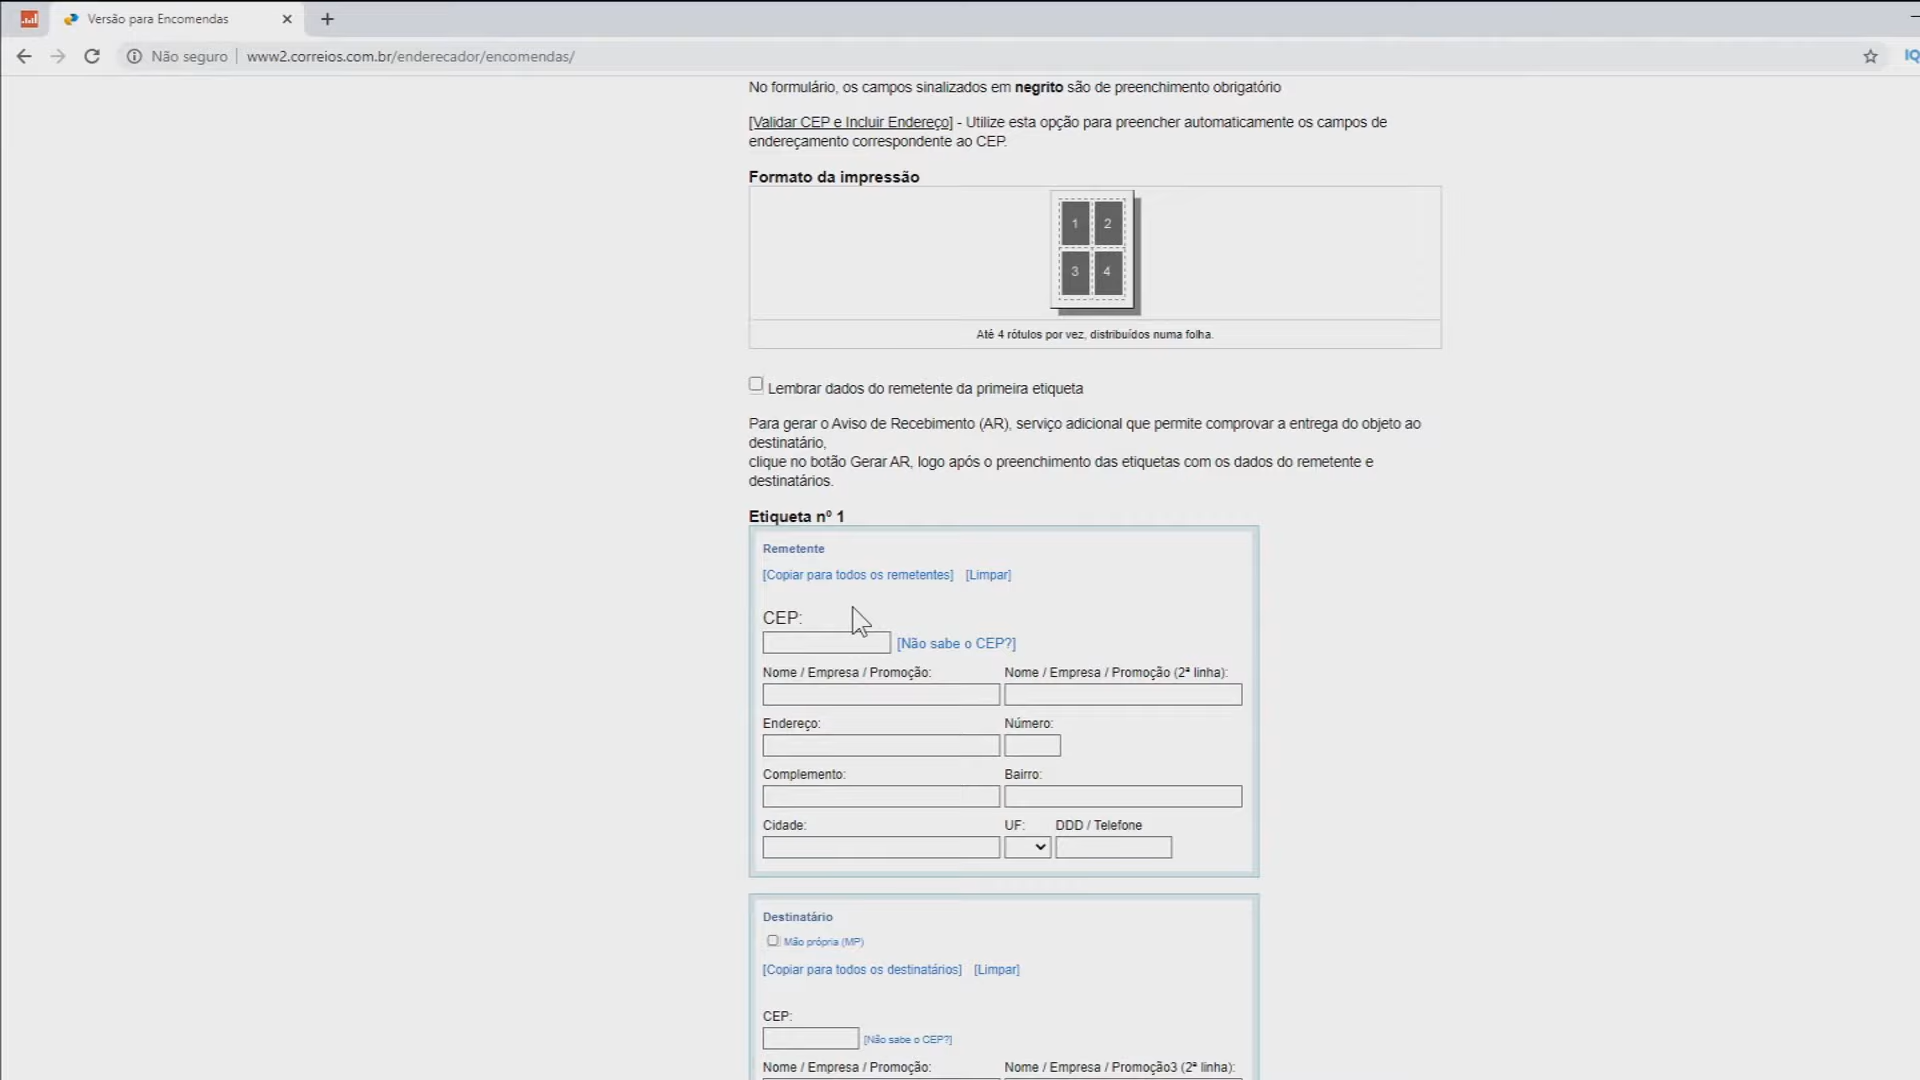 Versão para Encomendas
Não seguro | www2.correios.com.br/enderecador/encomendas/
IQ
No formulário, os campos sinalizados em negrito são de preenchimento obrigatório
[Validar CEP e Incluir Endereço] - Utilize esta opção para preencher automaticamente os campos de
endereçamento correspondente ao CEP.
Formato da impressão
1 2
3 4
Até 4 rótulos por vez, distribuídos numa folha.
Lembrar dados do remetente da primeira etiqueta
Para gerar o Aviso de Recebimento (AR), serviço adicional que permite comprovar a entrega do objeto ao
destinatário,
clique no botão Gerar AR, logo após o preenchimento das etiquetas com os dados do remetente e
destinatários.
Etiqueta nº 1
Remetente
[Copiar para todos os remetentes] [Limpar]
CEP:
[Não sabe o CEP?]
Nome / Empresa / Promoção: Nome / Empresa / Promoção (2ª linha):
Endereço: Número:
Complemento: Bairro:
Cidade: UF: DDD / Telefone
Destinatário
Mão própria (MP)
[Copiar para todos os destinatários] [Limpar]
CEP:
[Não sabe o CEP?]
Nome / Empresa / Promoção: Nome / Empresa / Promoção3 (2ª linha):